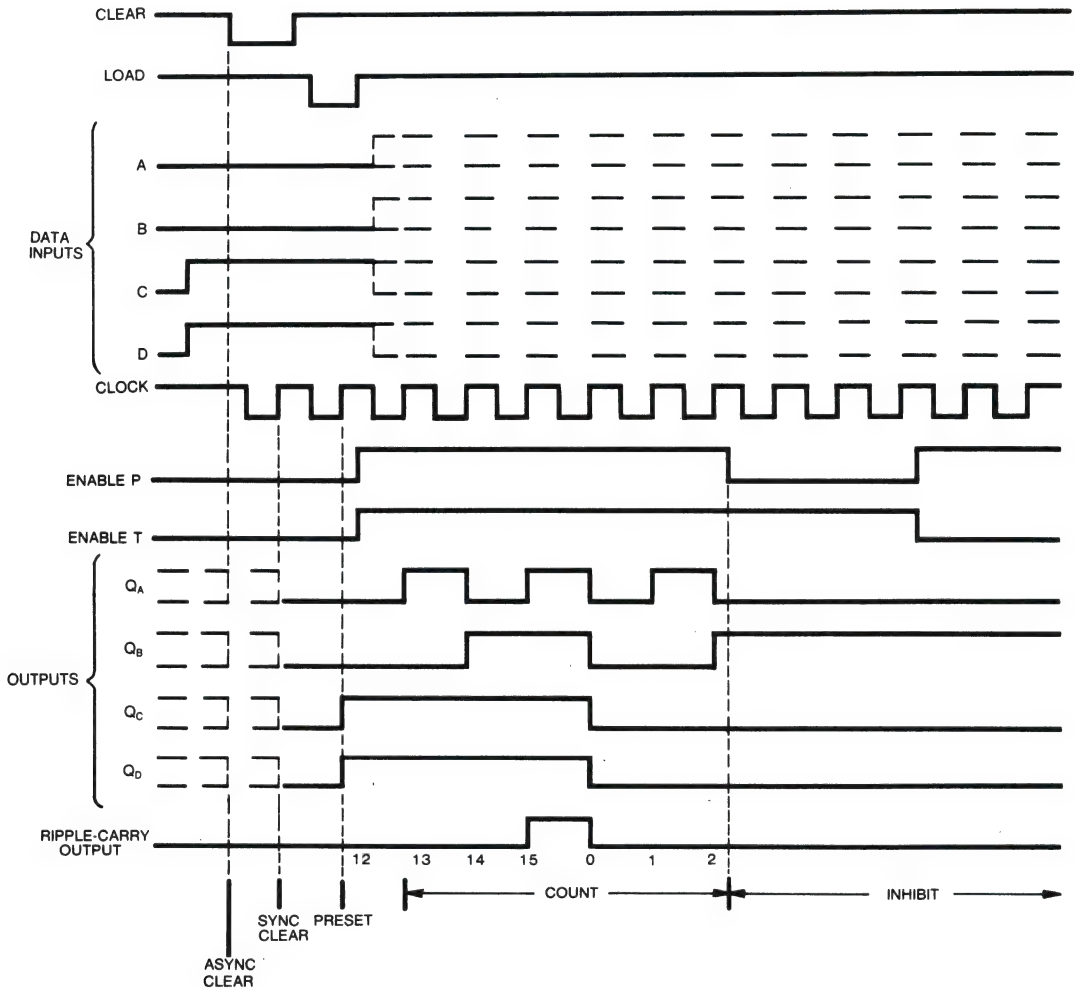 CLEAR
LOAD
A
B
DATA
INPUTS
C
D
CLOCK
ENABLE P
ENABLE T
QA
QB
OUTPUTS
QC
QD
RIPPLE-CARRY
OUTPUT
12 13 14 15 0 1 2
COUNT INHIBIT
SYNC
CLEAR
PRESET
ASYNC
CLEAR